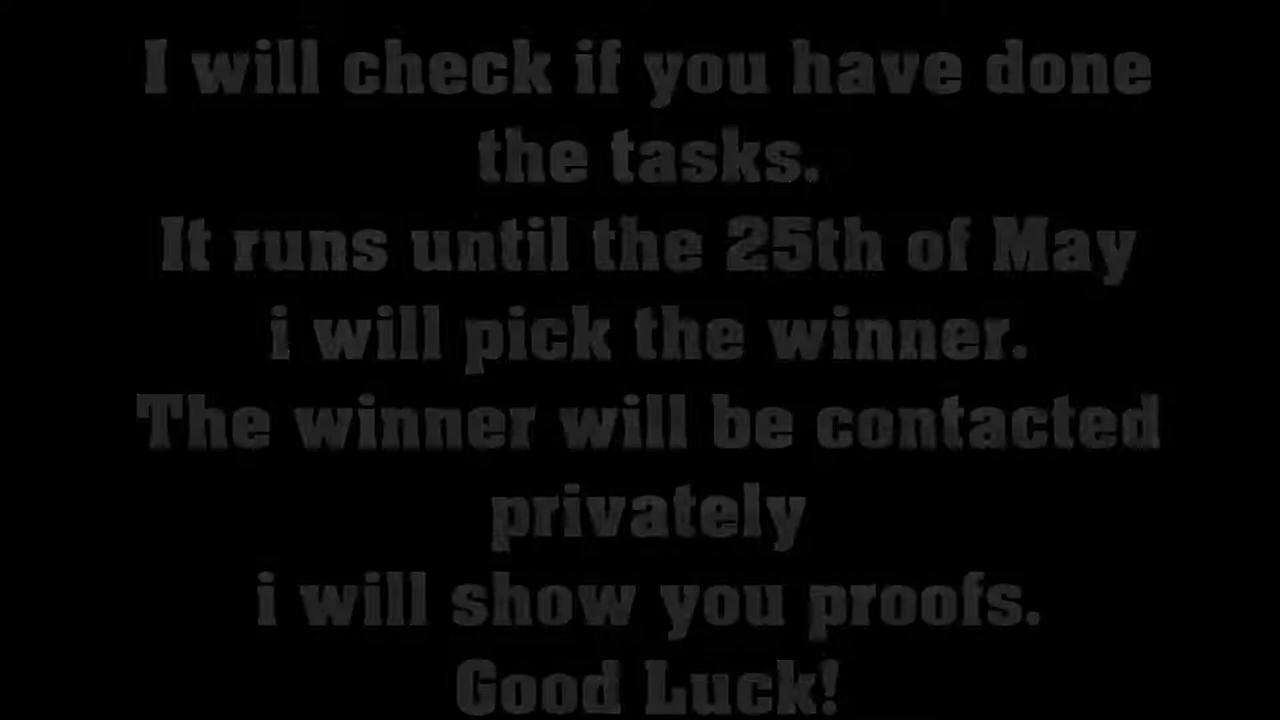 I will check if you have done
the tasks.
It runs until the 25th of May
i will pick the winner.
The winner will be contacted
privately
i will show you proofs.
Good Luck!